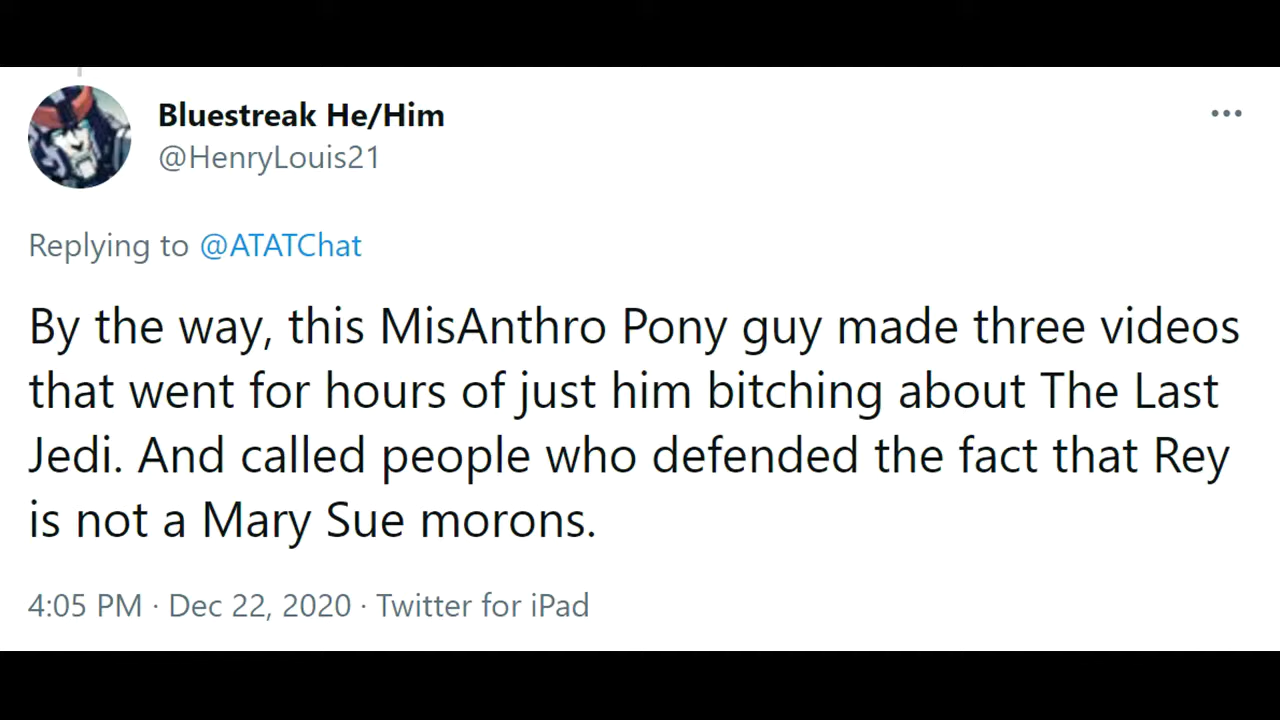 Bluestreak He/Him
@HenryLouis21
Replying to @ATATChat
By the way, this MisAnthro Pony guy made three videos
that went for hours of just him bitching about The Last
Jedi. And called people who defended the fact that Rey
is not a Mary Sue morons.
4:05 PM · Dec 22, 2020 · Twitter for iPad